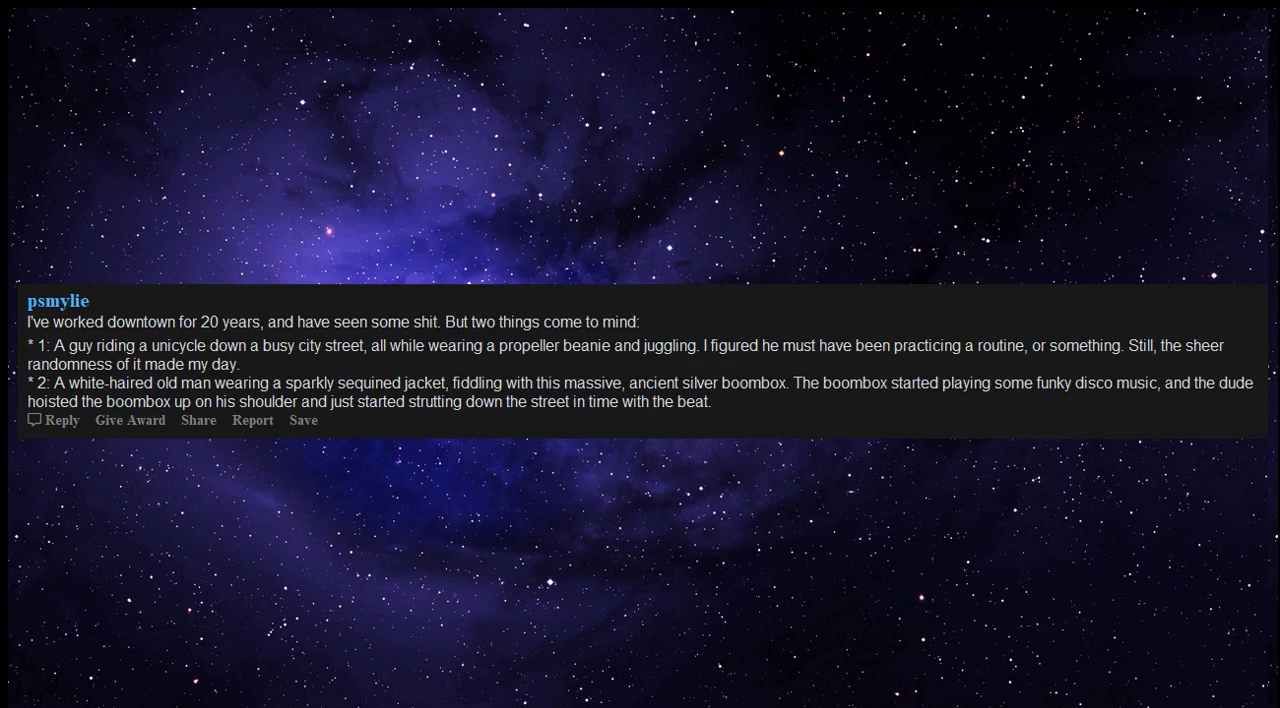 psmylie
I've worked downtown for 20 years, and have seen some shit. But two things come to mind:
* 1: A guy riding a unicycle down a busy city street, all while wearing a propeller beanie and juggling. I figured he must have been practicing a routine, or something. Still, the sheer
randomness of it made my day.
* 2: A white-haired old man wearing a sparkly sequined jacket, fiddling with this massive, ancient silver boombox. The boombox started playing some funky disco music, and the dude
hoisted the boombox up on his shoulder and just started strutting down the street in time with the beat.
Reply Give Award Share Report Save